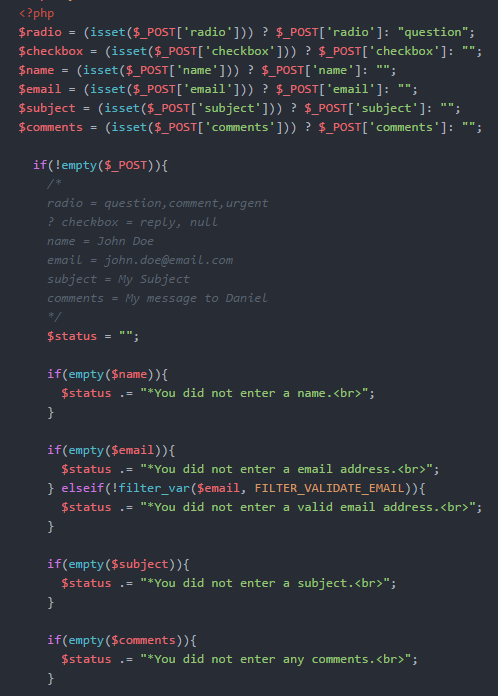 <?php
$radio = (isset($_POST['radio'])) ? $_POST['radio']: "question";
$checkbox = (isset($_POST['checkbox'])) ? $_POST['checkbox']: "";
$name = (isset($_POST['name'])) ? $_POST['name']: "";
$email = (isset($_POST['email'])) ? $_POST['email']: "";
$subject = (isset($_POST['subject'])) ? $_POST['subject']: "";
$comments = (isset($_POST['comments'])) ? $_POST['comments']: "";
if(!empty($_POST)){
/*
radio = question,comment,urgent
? checkbox = reply, null
name = John Doe
email = john.doe@email.com
subject = My Subject
comments = My message to Daniel
*/
$status = "";
if(empty($name)){
$status .= "*You did not enter a name.<br>";
}
if(empty($email)){
$status .= "*You did not enter a email address.<br>";
} elseif(!filter_var($email, FILTER_VALIDATE_EMAIL)){
$status .= "*You did not enter a valid email address.<br>";
}
if(empty($subject)){
$status .= "*You did not enter a subject.<br>";
}
if(empty($comments)){
$status .= "*You did not enter any comments.<br>";
}